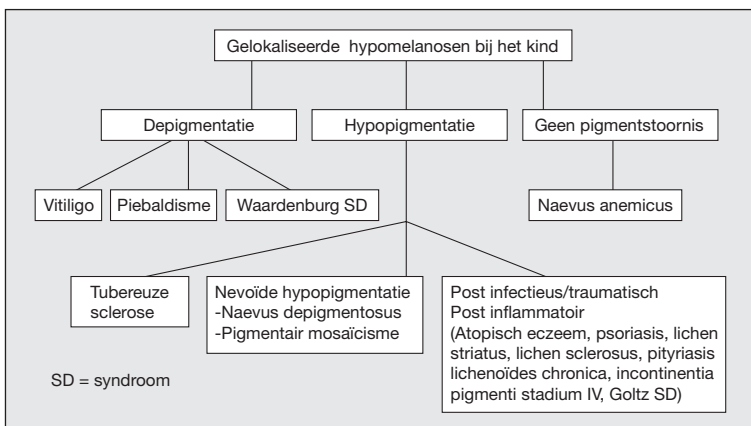 Gelokaliseerde hypomelanosen bij het kind
Depigmentatie
Hypopigmentatie
Geen pigmentstoornis
Vitiligo
Piebaldisme
Waardenburg SD
Naevus anemicus
Tubereuze
sclerose
Nevoïde hypopigmentatie
-Naevus depigmentosus
-Pigmentair mosaïcisme
Post infectieus/traumatisch
Post inflammatoir
(Atopisch eczeem, psoriasis, lichen
striatus, lichen sclerosus, pityriasis
lichenoïdes chronica, incontinentia
pigmenti stadium IV, Goltz SD)
SD = syndroom